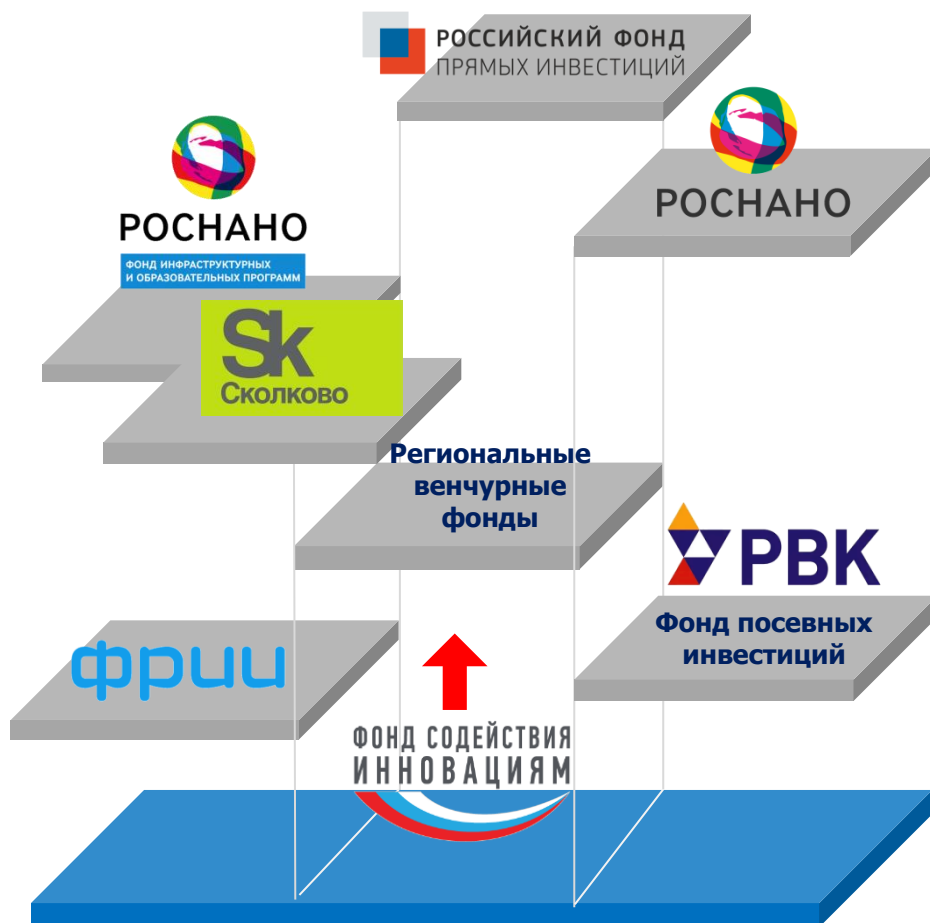 РОССИЙСКИЙ ФОНД
ПРЯМЫХ ИНВЕСТИЦИЙ
РОСНАНО
РОСНАНО
ФОНД ИНФРАСТРУКТУРНЫХ
И ОБРАЗОВАТЕЛЬНЫХ ПРОГРАММ
Sk
Сколково
Региональные
венчурные
фонды
РВК
Фонд посевных
инвестиций
фрии
ФОНД СОДЕЙСТВИЯ
ИННОВАЦИЯМ